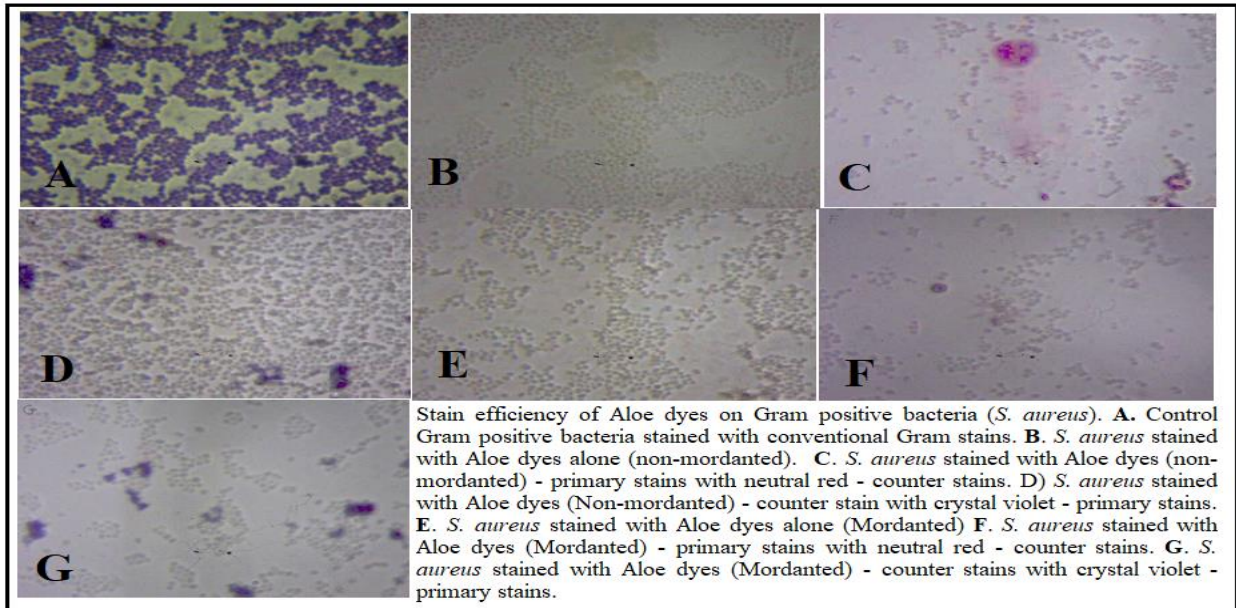 A
B
C
D
E
F
G
Stain efficiency of Aloe dyes on Gram positive bacteria (S. aureus). A. Control
Gram positive bacteria stained with conventional Gram stains. B. S. aureus stained
with Aloe dyes alone (non-mordanted). C. S. aureus stained with Aloe dyes (non-
mordanted) - primary stains with neutral red - counter stains. D) S. aureus stained
with Aloe dyes (Non-mordanted) - counter stain with crystal violet - primary stains.
E. S. aureus stained with Aloe dyes alone (Mordanted) F. S. aureus stained with
Aloe dyes (Mordanted) - primary stains with neutral red - counter stains. G. S.
aureus stained with Aloe dyes (Mordanted) - counter stains with crystal violet -
primary stains.